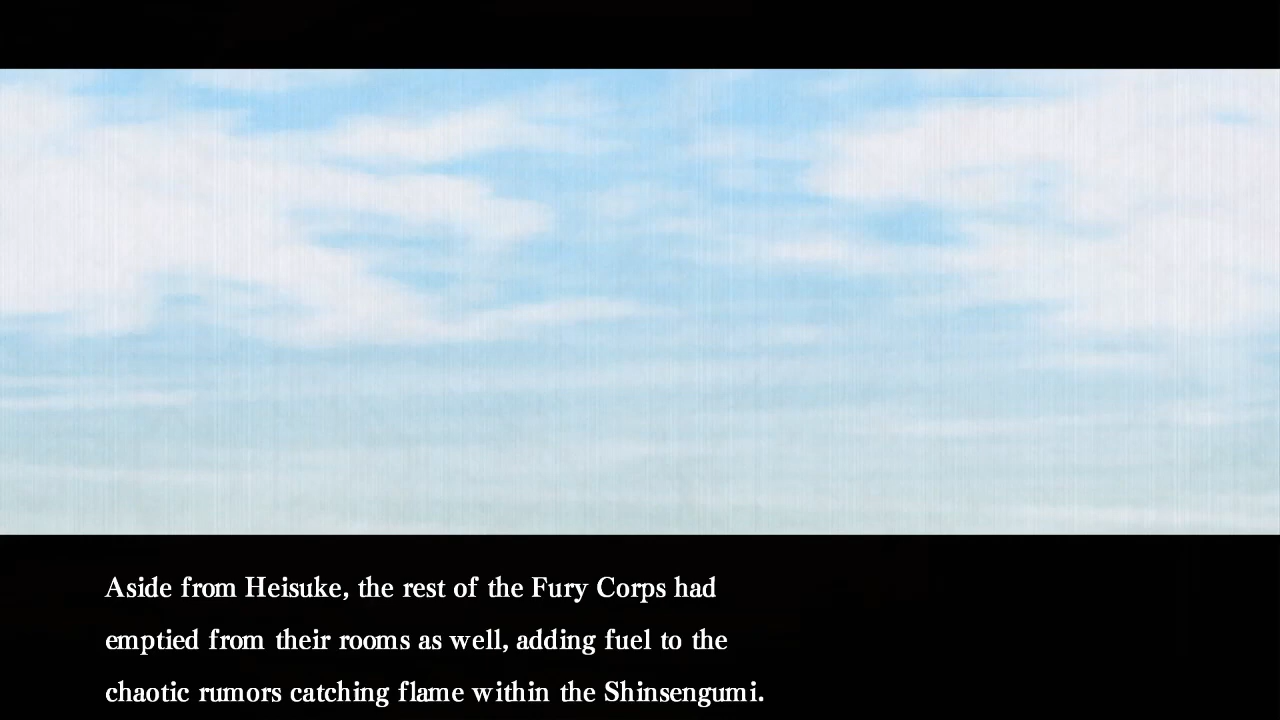 Aside from Heisuke, the rest of the Fury Corps had
emptied from their rooms as well, adding fuel to the
chaotic rumors catching flame within the Shinsengumi.